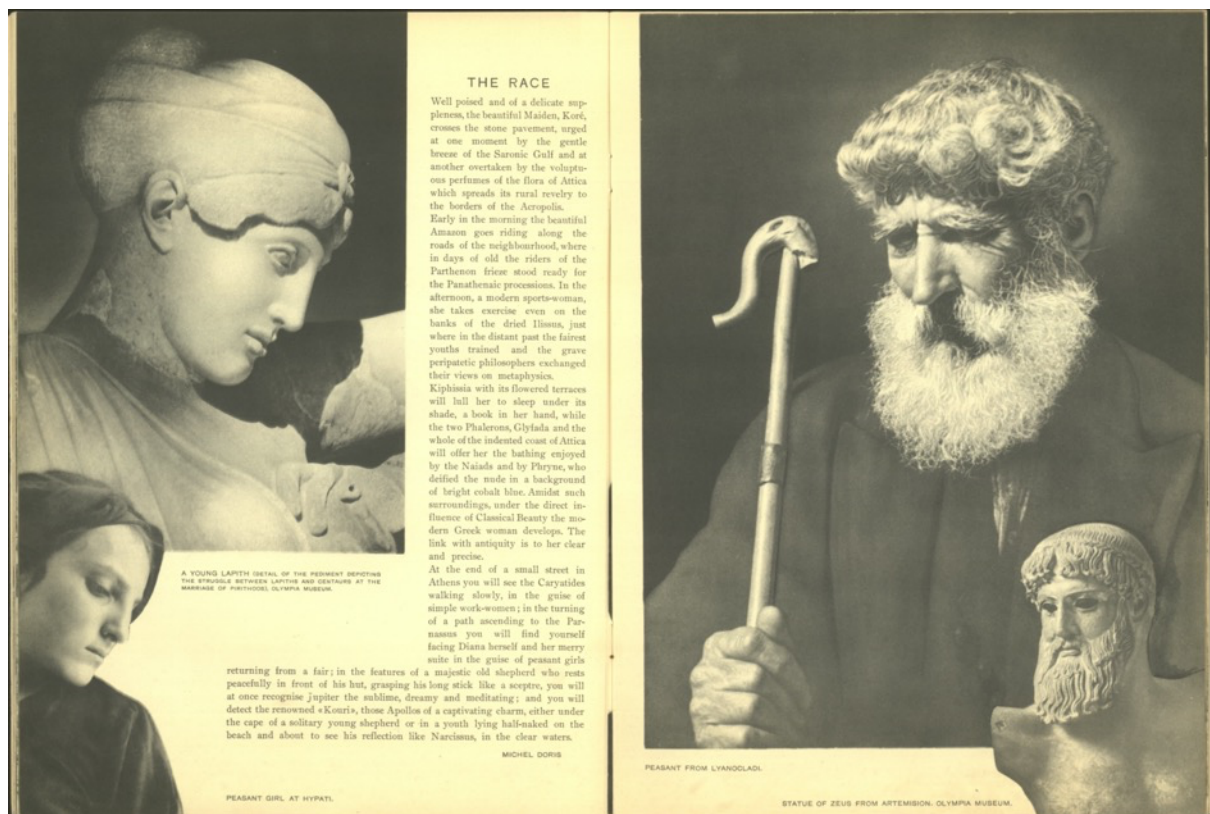 THE RACE
Well poised and of a delicate sup-
pleness, the beautiful Maiden, Koré,
crosses the stone pavement, urged
at one moment by the gentle
breeze of the Saronic Gulf and at
another overtaken by the voluptu-
ous perfumes of the flora of Attica
which spreads its rural revelry to
the borders of the Acropolis.
Early in the morning the beautiful
Amazon goes riding along the
roads of the neighbourhood, where
in days of old the riders of the
Parthenon frieze stood ready for
the Panathenaic processions. In the
afternoon, a modern sports-woman,
she takes exercise even on the
banks of the dried Ilissus, just
where in the distant past the fairest
youths trained and the grave
peripatetic philosophers exchanged
their views on metaphysics.
Kiphissia with its flowered terraces
will lull her to sleep under its
shade, a book in her hand, while
the two Phalerons, Glyfada and the
whole of the indented coast of Attica
will offer her the bathing enjoyed
by the Naiads and by Phryne, who
deified the nude in a background
of bright cobalt blue. Amidst such
surroundings, under the direct in-
fluence of Classical Beauty the mo-
dern Greek woman develops. The
link with antiquity is to her clear
and precise.
At the end of a small street in
Athens you will see the Caryatides
walking slowly, in the guise of
simple work-women; in the turning
of a path ascending to the Par-
nassus you will find yourself
facing Diana herself and her merry
suite in the guise of peasant girls
returning from a fair; in the features of a majestic old shepherd who rests
peacefully in front of his hut, grasping his long stick like a sceptre, you will
at once recognise jupiter the sublime, dreamy and meditating; and you will
detect the renowned «Kouri», those Apollos of a captivating charm, either under
the cape of a solitary young shepherd or in a youth lying half-naked on the
beach and about to see his reflection like Narcissus, in the clear waters.
MICHEL DORIS
A YOUNG LAPITH (DETAIL OF THE PEDIMENT DEPICTING
THE STRUGGLE BETWEEN LAPITHS AND CENTAURS AT THE
MARRIAGE OF PIRITHOOE), OLYMPIA MUSEUM.
PEASANT GIRL AT HYPATI.
PEASANT FROM LYANOCLADI.
STATUE OF ZEUS FROM ARTEMISION. OLYMPIA MUSEUM.